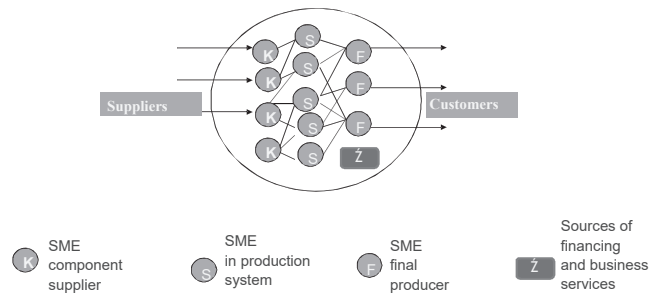 K
S
F
K
S
F
Suppliers
K
S
Customers
S
F
K
S
Ź
K
SME
component
supplier
S
SME
in production
system
F
SME
final
producer
Ź
Sources of
financing
and business
services